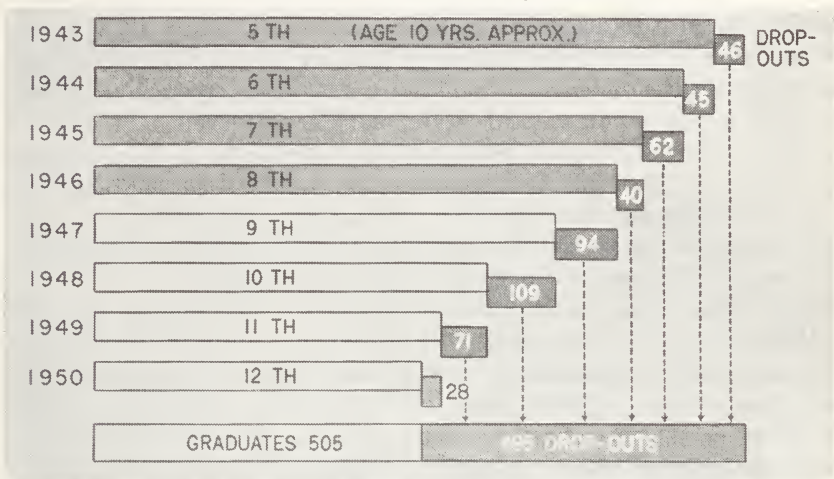 1943 5 TH (AGE 10 YRS. APPROX.) 46 DROP-
OUTS
1944 6 TH 45
1945 7 TH 62
1946 8 TH 40
1947 9 TH 94
1948 10 TH 109
1949 11 TH 71
1950 12 TH 28
GRADUATES 505 495 DROP-OUTS